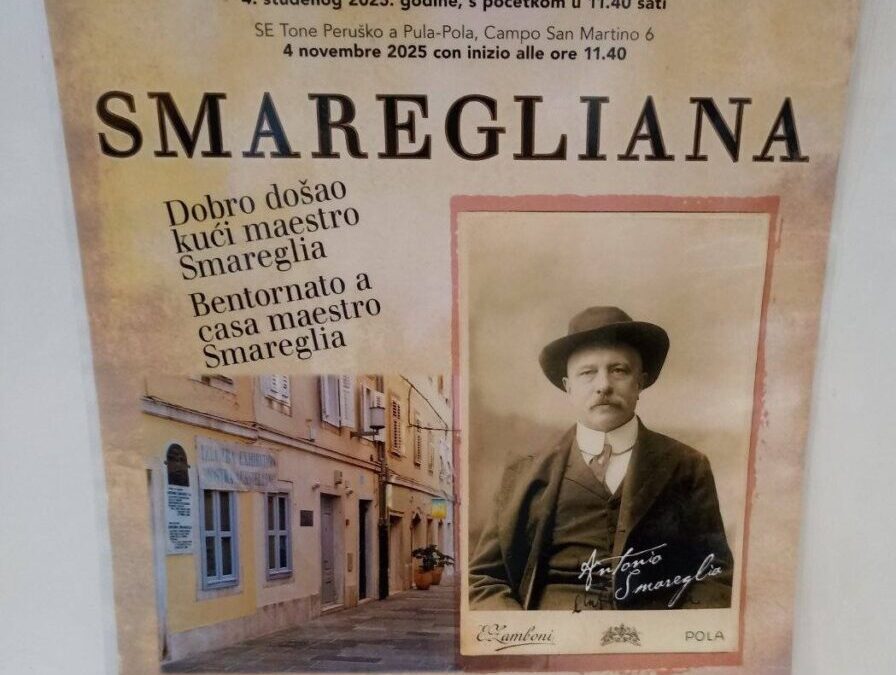 4. studenog 2025. godine, s početkom u 11.40 sati
SE Tone Peruško a Pula-Pola, Campo San Martino 6
4 novembre 2025 con inizio alle ore 11.40
SMAREGLIANA
Dobro došao
kući maestro
Smareglia
Bentornato a
casa maestro
Smareglia
Antonio
Smareglia
E. Zamboni
POLA